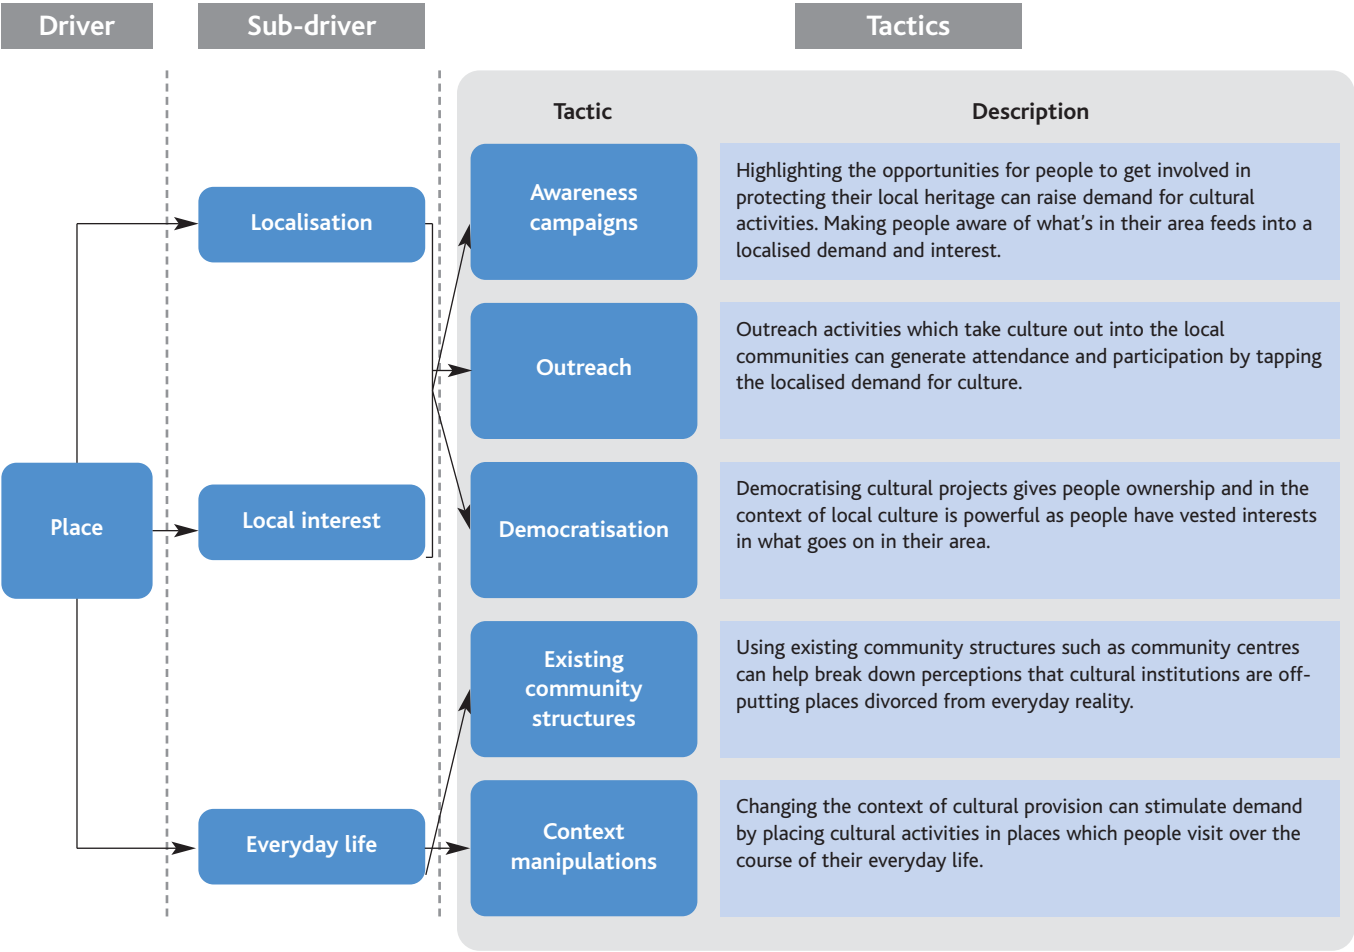 Driver
Sub-driver
Tactics
Tactic
Description
Awareness
campaigns
Highlighting the opportunities for people to get involved in
protecting their local heritage can raise demand for cultural
activities. Making people aware of what's in their area feeds into a
localised demand and interest.
Localisation
Outreach
Outreach activities which take culture out into the local
communities can generate attendance and participation by tapping
the localised demand for culture.
Place
Local interest
Democratisation
Democratising cultural projects gives people ownership and in the
context of local culture is powerful as people have vested interests
in what goes on in their area.
Existing
community
structures
Using existing community structures such as community centres
can help break down perceptions that cultural institutions are off-
putting places divorced from everyday reality.
Everyday life
Context
manipulations
Changing the context of cultural provision can stimulate demand
by placing cultural activities in places which people visit over the
course of their everyday life.